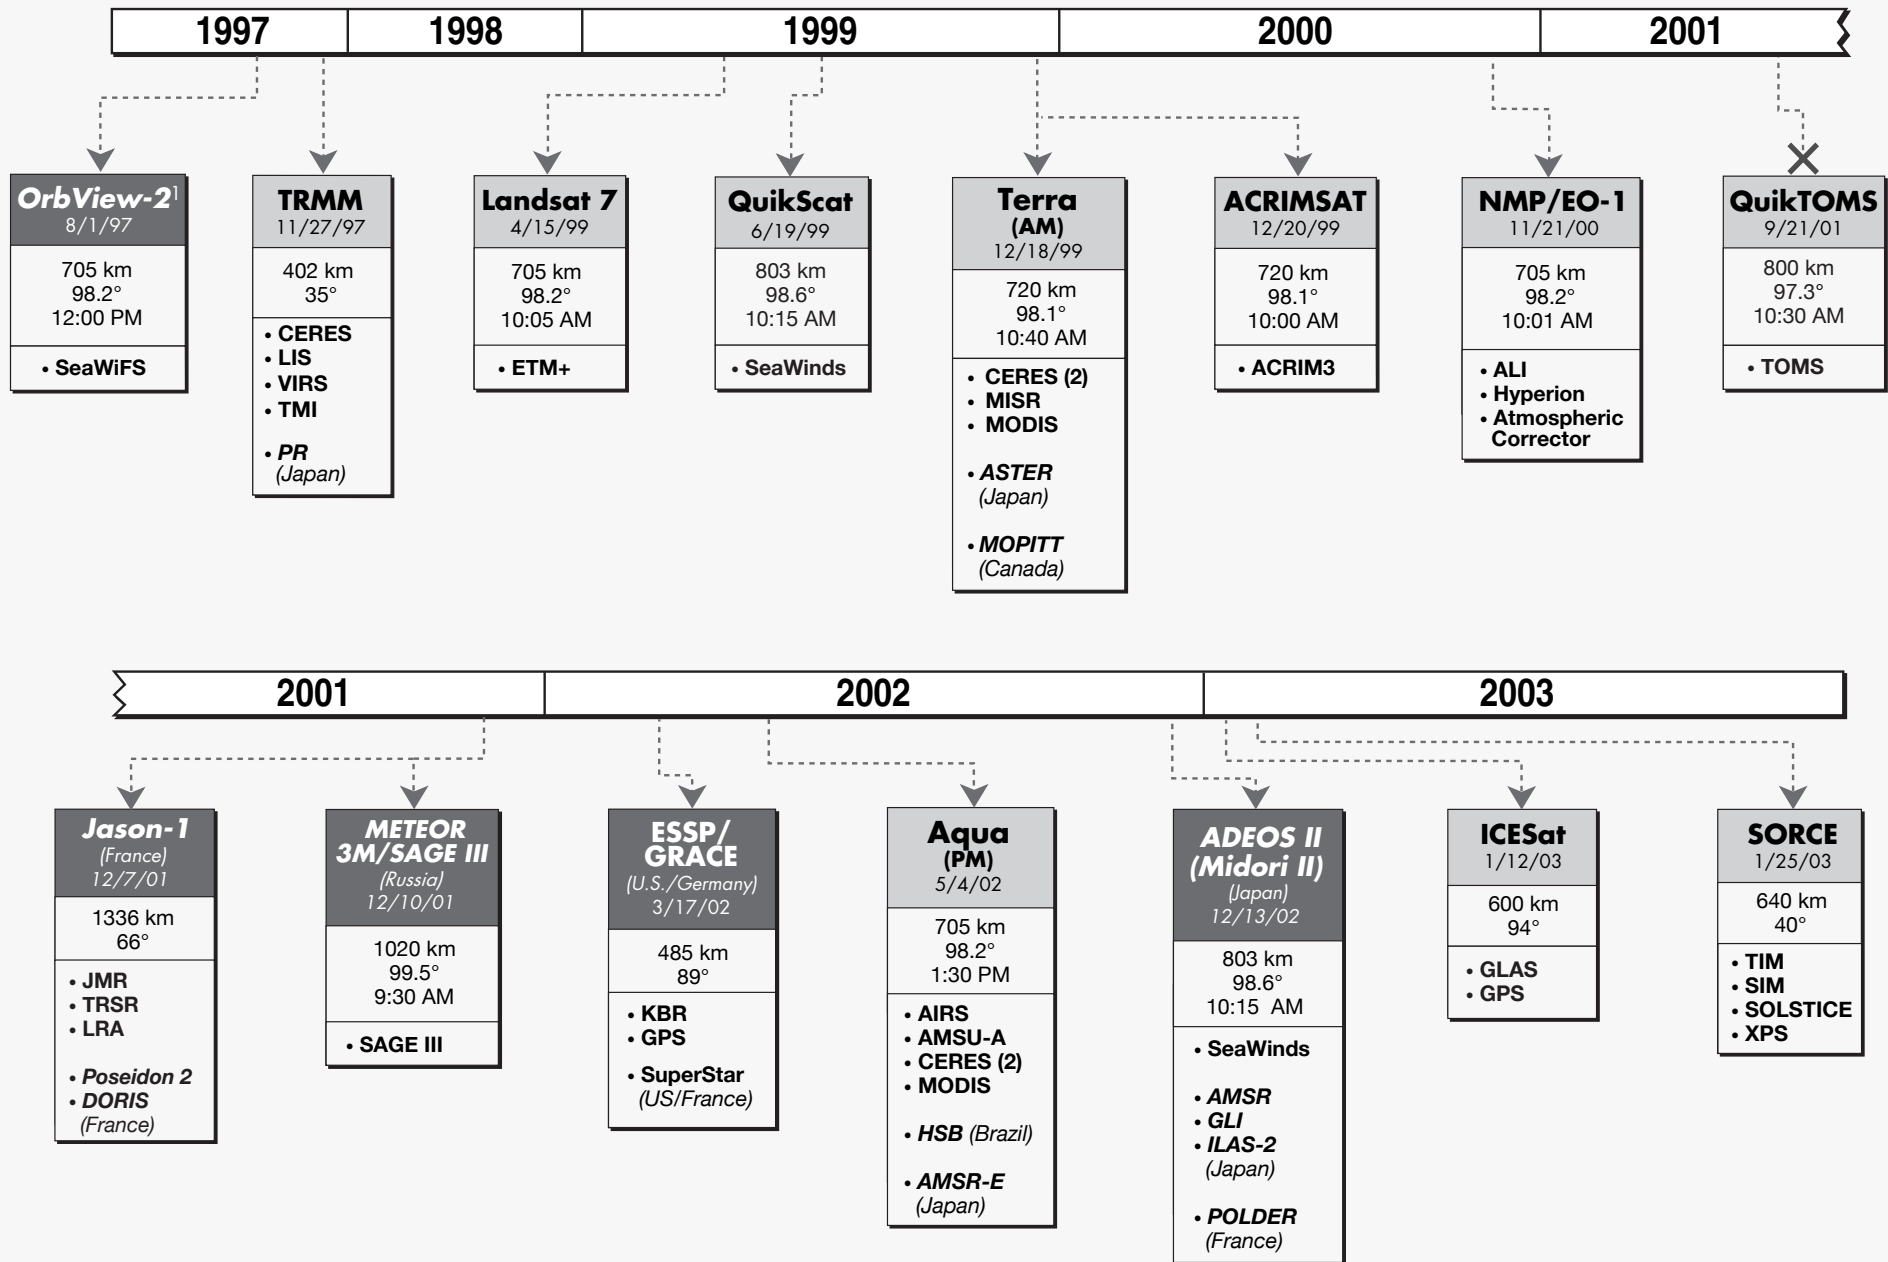 1997 1998 1999 2000 2001
OrbView-2¹
8/1/97
705 km
98.2°
12:00 PM
• SeaWiFS
TRMM
11/27/97
402 km
35°
• CERES
• LIS
• VIRS
• TMI
• PR
(Japan)
Landsat 7
4/15/99
705 km
98.2°
10:05 AM
• ETM+
QuikScat
6/19/99
803 km
98.6°
10:15 AM
• SeaWinds
Terra
(AM)
12/18/99
720 km
98.1°
10:40 AM
• CERES (2)
• MISR
• MODIS
• ASTER
(Japan)
• MOPITT
(Canada)
ACRIMSAT
12/20/99
720 km
98.1°
10:00 AM
• ACRIM3
NMP/EO-1
11/21/00
705 km
98.2°
10:01 AM
• ALI
• Hyperion
• Atmospheric
Corrector
QuikTOMS
9/21/01
800 km
97.3°
10:30 AM
• TOMS
2001 2002 2003
Jason-1
(France)
12/7/01
1336 km
66°
• JMR
• TRSR
• LRA
• Poseidon 2
• DORIS
(France)
METEOR
3M/SAGE III
(Russia)
12/10/01
1020 km
99.5°
9:30 AM
• SAGE III
ESSP/
GRACE
(U.S./Germany)
3/17/02
485 km
89°
• KBR
• GPS
• SuperStar
(US/France)
Aqua
(PM)
5/4/02
705 km
98.2°
1:30 PM
• AIRS
• AMSU-A
• CERES (2)
• MODIS
• HSB (Brazil)
• AMSR-E
(Japan)
ADEOS II
(Midori II)
(Japan)
12/13/02
803 km
98.6°
10:15 AM
• SeaWinds
• AMSR
• GLI
• ILAS-2
(Japan)
• POLDER
(France)
ICESat
1/12/03
600 km
94°
• GLAS
• GPS
SORCE
1/25/03
640 km
40°
• TIM
• SIM
• SOLSTICE
• XPS